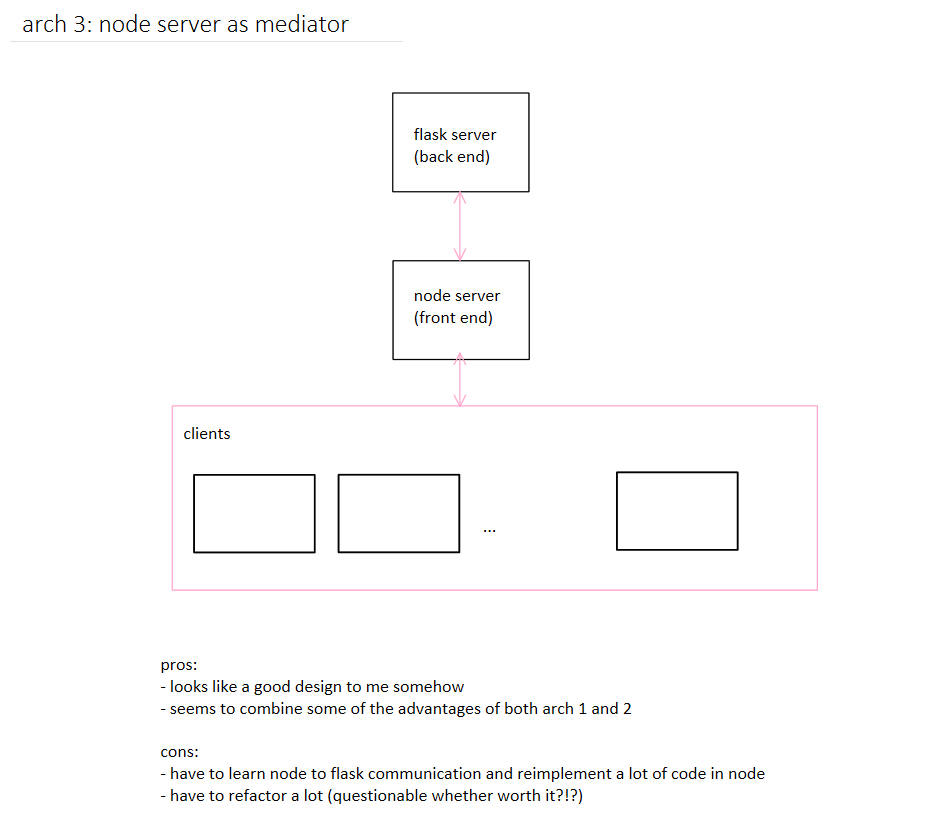 arch 3: node server as mediator
flask server
(back end)
node server
(front end)
clients
...
pros:
- looks like a good design to me somehow
- seems to combine some of the advantages of both arch 1 and 2
cons:
- have to learn node to flask communication and reimplement a lot of code in node
- have to refactor a lot (questionable whether worth it?!?)